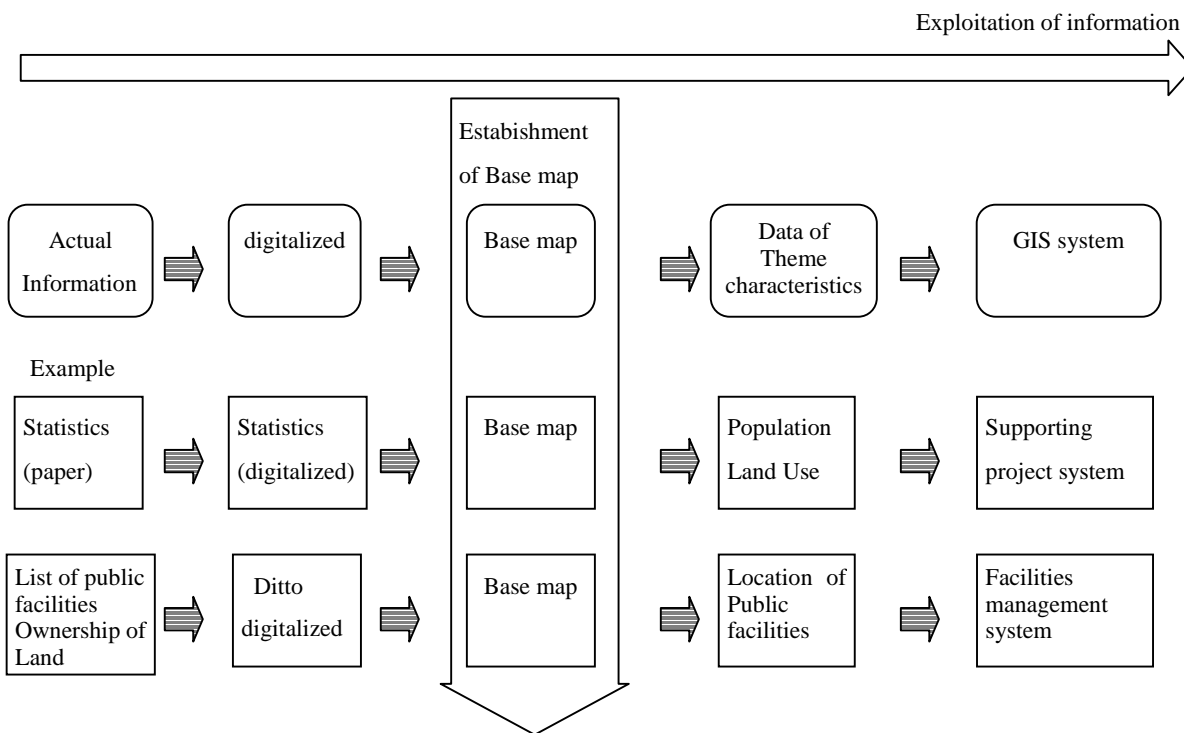 Exploitation of information
Estabishment
of Base map
Actual
Information
digitalized
Base map
Data of
Theme
characteristics
GIS system
Example
Statistics
(paper)
Statistics
(digitalized)
Base map
Population
Land Use
Supporting
project system
List of public
facilities
Ownership of
Land
Ditto
digitalized
Base map
Location of
Public
facilities
Facilities
management
system